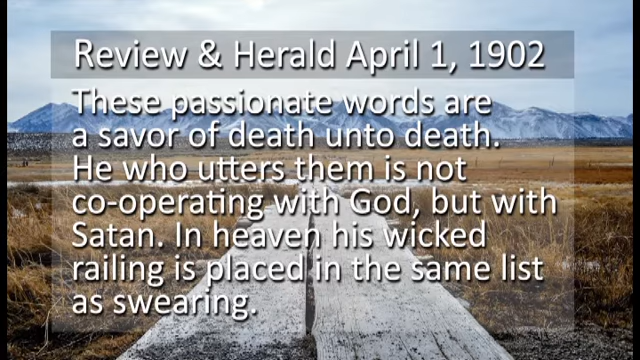 Review & Herald April 1, 1902
These passionate words are
a savor of death unto death.
He who utters them is not
co-operating with God, but with
Satan. In heaven his wicked
railing is placed in the same list
as swearing.